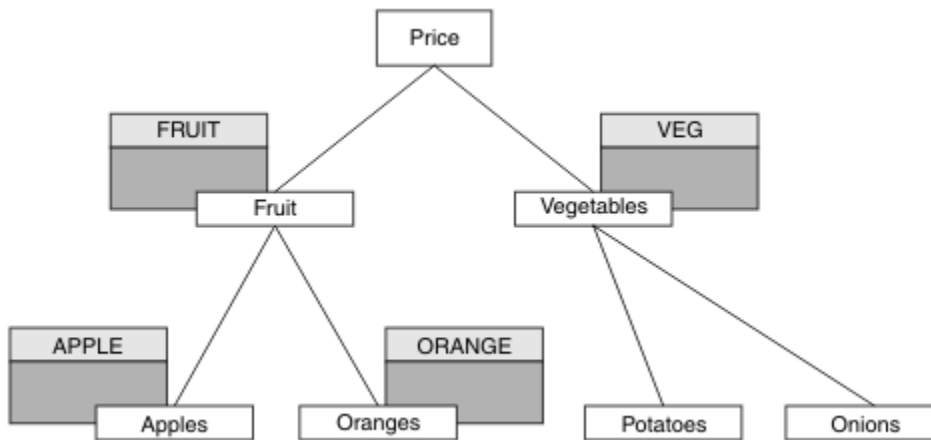 Price
FRUIT
VEG
Fruit
Vegetables
APPLE
ORANGE
Apples
Oranges
Potatoes
Onions